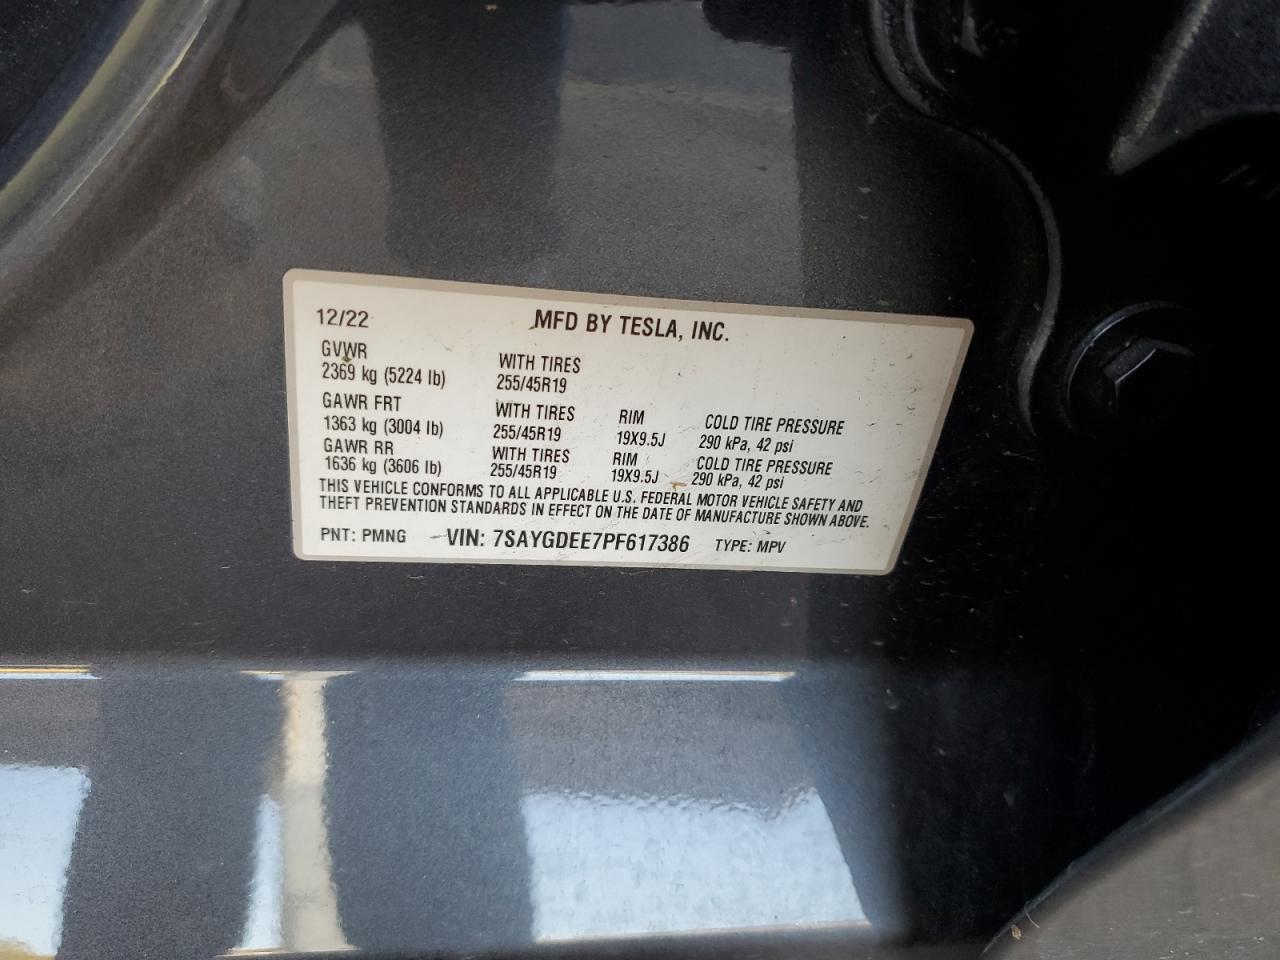 12/22 MFD BY TESLA, INC.
GVWR WITH TIRES
2369 kg (5224 lb) 255/45R19
GAWR FRT WITH TIRES RIM COLD TIRE PRESSURE
1363 kg (3004 lb) 255/45R19 19X9.5J 290 kPa, 42 psi
GAWR RR WITH TIRES RIM COLD TIRE PRESSURE
1636 kg (3606 lb) 255/45R19 19X9.5J 290 kPa, 42 psi
THIS VEHICLE CONFORMS TO ALL APPLICABLE U.S. FEDERAL MOTOR VEHICLE SAFETY AND
THEFT PREVENTION STANDARDS IN EFFECT ON THE DATE OF MANUFACTURE SHOWN ABOVE.
PNT: PMNG VIN: 7SAYGDEE7PF617386 TYPE: MPV